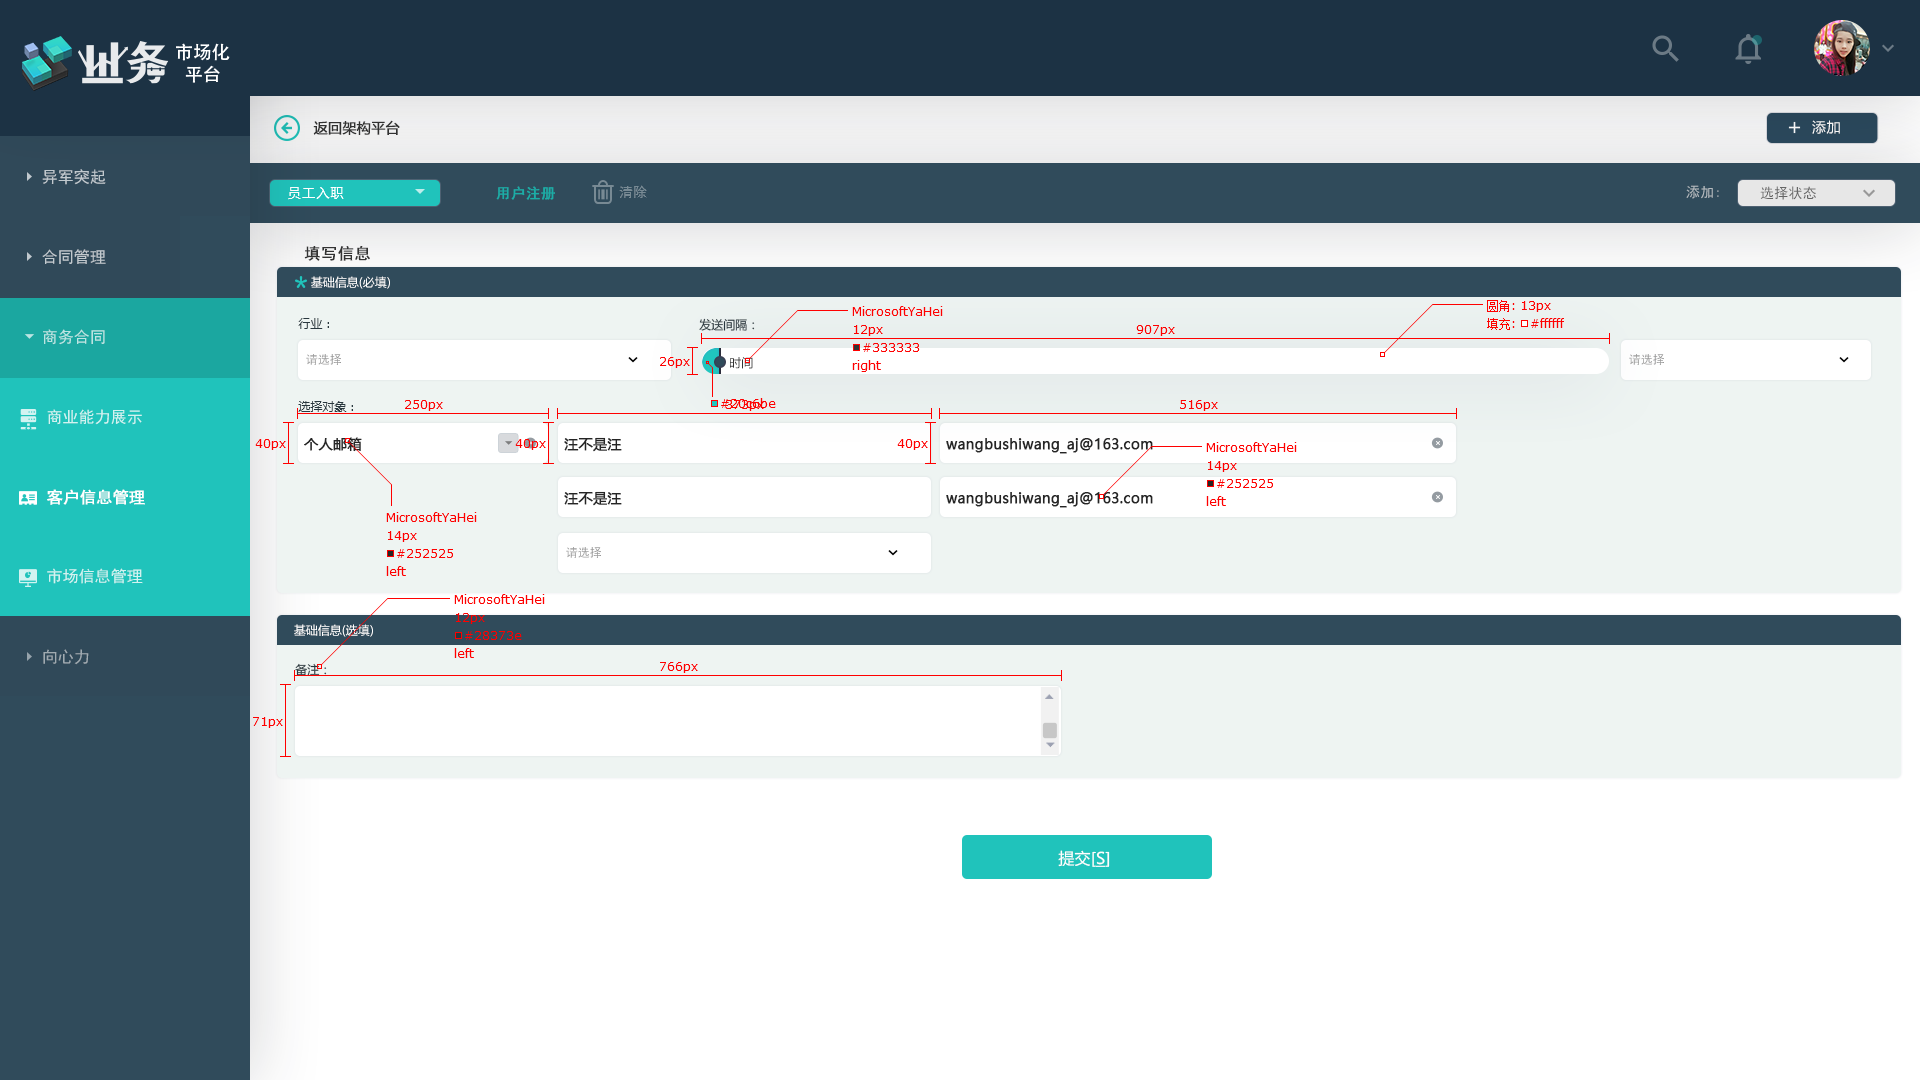 业务 市场化
平台
返回架构平台
添加
员工入职
用户注册
清除
添加：
选择状态
异军突起
合同管理
商务合同
商业能力展示
客户信息管理
市场信息管理
向心力
填写信息
基础信息(必填)
行业：
请选择
发送间隔：
907px
26px
时间
MicrosoftYaHei
12px
#333333
right
圆角：13px
填充：#ffffff
请选择
选择对象：
250px
516px
40px
个人邮箱
汪不是汪
40px
wangbushiwang_aj@163.com
MicrosoftYaHei
14px
#252525
left
汪不是汪
wangbushiwang_aj@163.com
MicrosoftYaHei
14px
#252525
left
请选择
MicrosoftYaHei
12px
left
基础信息(选填)
备注：
766px
71px
提交[S]